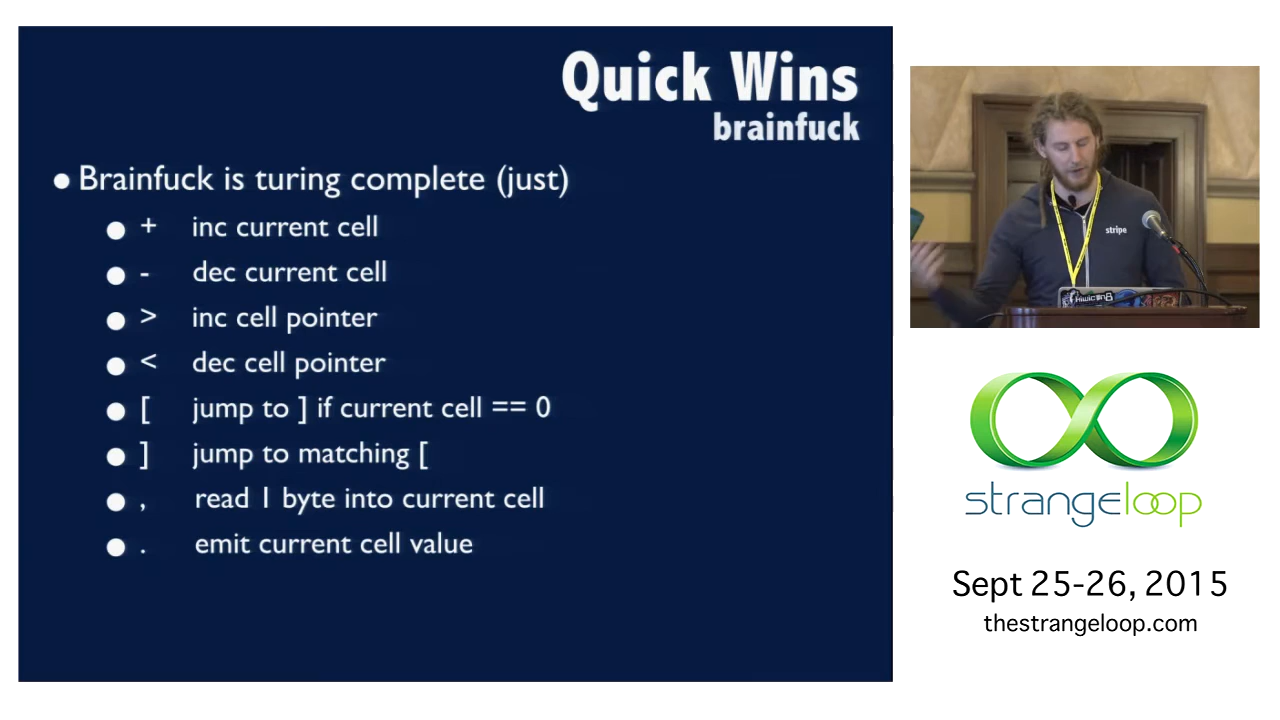 Quick Wins
brainfuck
• Brainfuck is turing complete (just)
• + inc current cell
• - dec current cell
• > inc cell pointer
• < dec cell pointer
• [ jump to ] if current cell == 0
• ] jump to matching [
• , read 1 byte into current cell
• . emit current cell value
stripe
kiwicon8
strangeloop
Sept 25-26, 2015
thestrangeloop.com